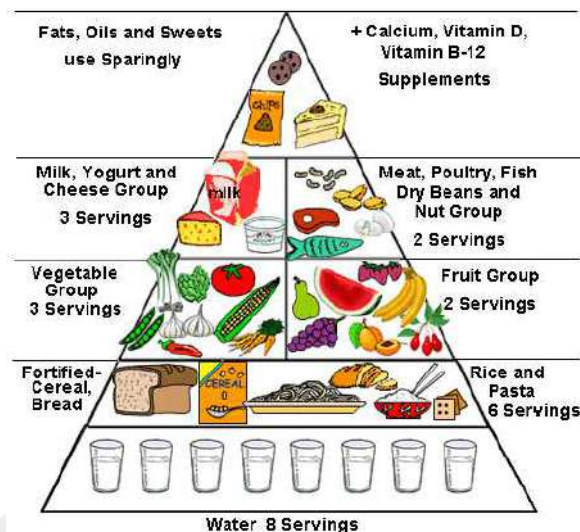 Fats, Oils and Sweets
use Sparingly
+ Calcium, Vitamin D,
Vitamin B-12
Supplements
chips
Milk, Yogurt and
Cheese Group
3 Servings
milk
Meat, Poultry, Fish
Dry Beans and
Nut Group
2 Servings
Vegetable
Group
3 Servings
Fruit Group
2 Servings
Fortified-
Cereal,
Bread
CEREAL
Rice and
Pasta
6 Servings
Water 8 Servings